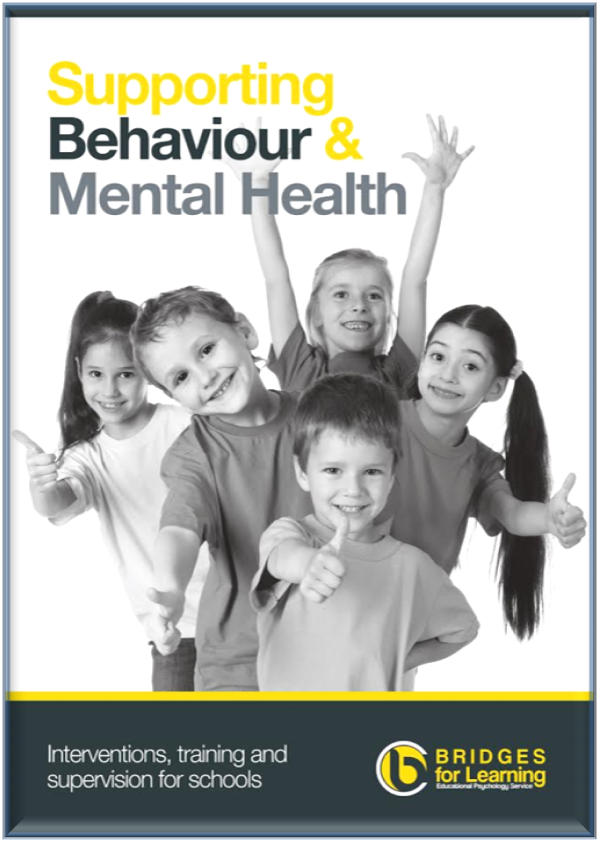 Supporting
Behaviour &
Mental Health
Interventions, training and
supervision for schools
BRIDGES
for Learning
Educational Psychology Service